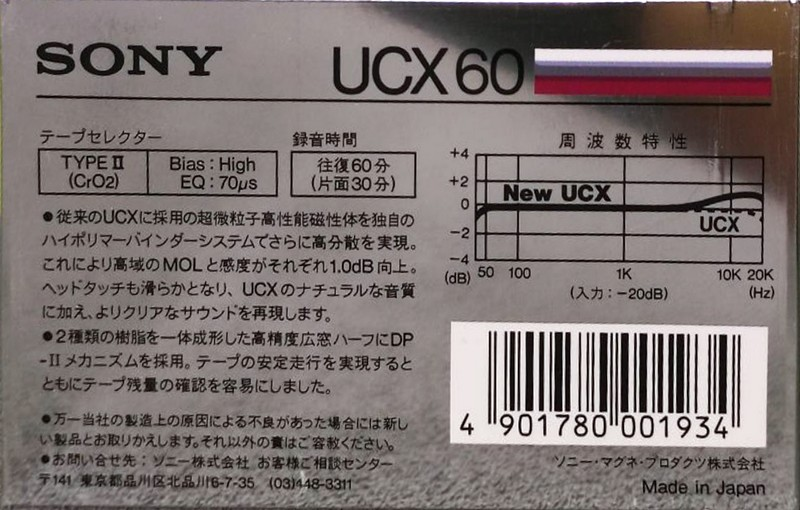 SONY
UCX60
テープセレクター
TYPE II
(CrO2)
Bias : High
EQ : 70μs
録音時間
往復60分
(片面30分)
●従来のUCXに採用の超微粒子高性能磁性体を独自の
ハイポリマーバインダーシステムでさらに高分散を実現。
これにより高域のMOLと感度がそれぞれ1.0dB向上。
ヘッドタッチも滑らかとなり、UCXのナチュラルな音質
に加え、よりクリアなサウンドを再現します。
●2種類の樹脂を一体成形した高精度広窓ハーフにDP
-IIメカニズムを採用。テープの安定走行を実現すると
ともにテープ残量の確認を容易にしました。
●万一当社の製造上の原因による不良があった場合には新し
い製品とお取りかえします。それ以外の責はご容赦ください。
●お問い合せ先：ソニー株式会社 お客様ご相談センター
〒141 東京都品川区北品川6-7-35 (03)448-3311
周波数特性
+4
+2
0
-2
-4
(dB)
New UCX
UCX
50 100 1K 10K 20K
(入力：-20dB)
(Hz)
4 901780 001934
ソニー・マグネ・プロダクツ株式会社
Made in Japan